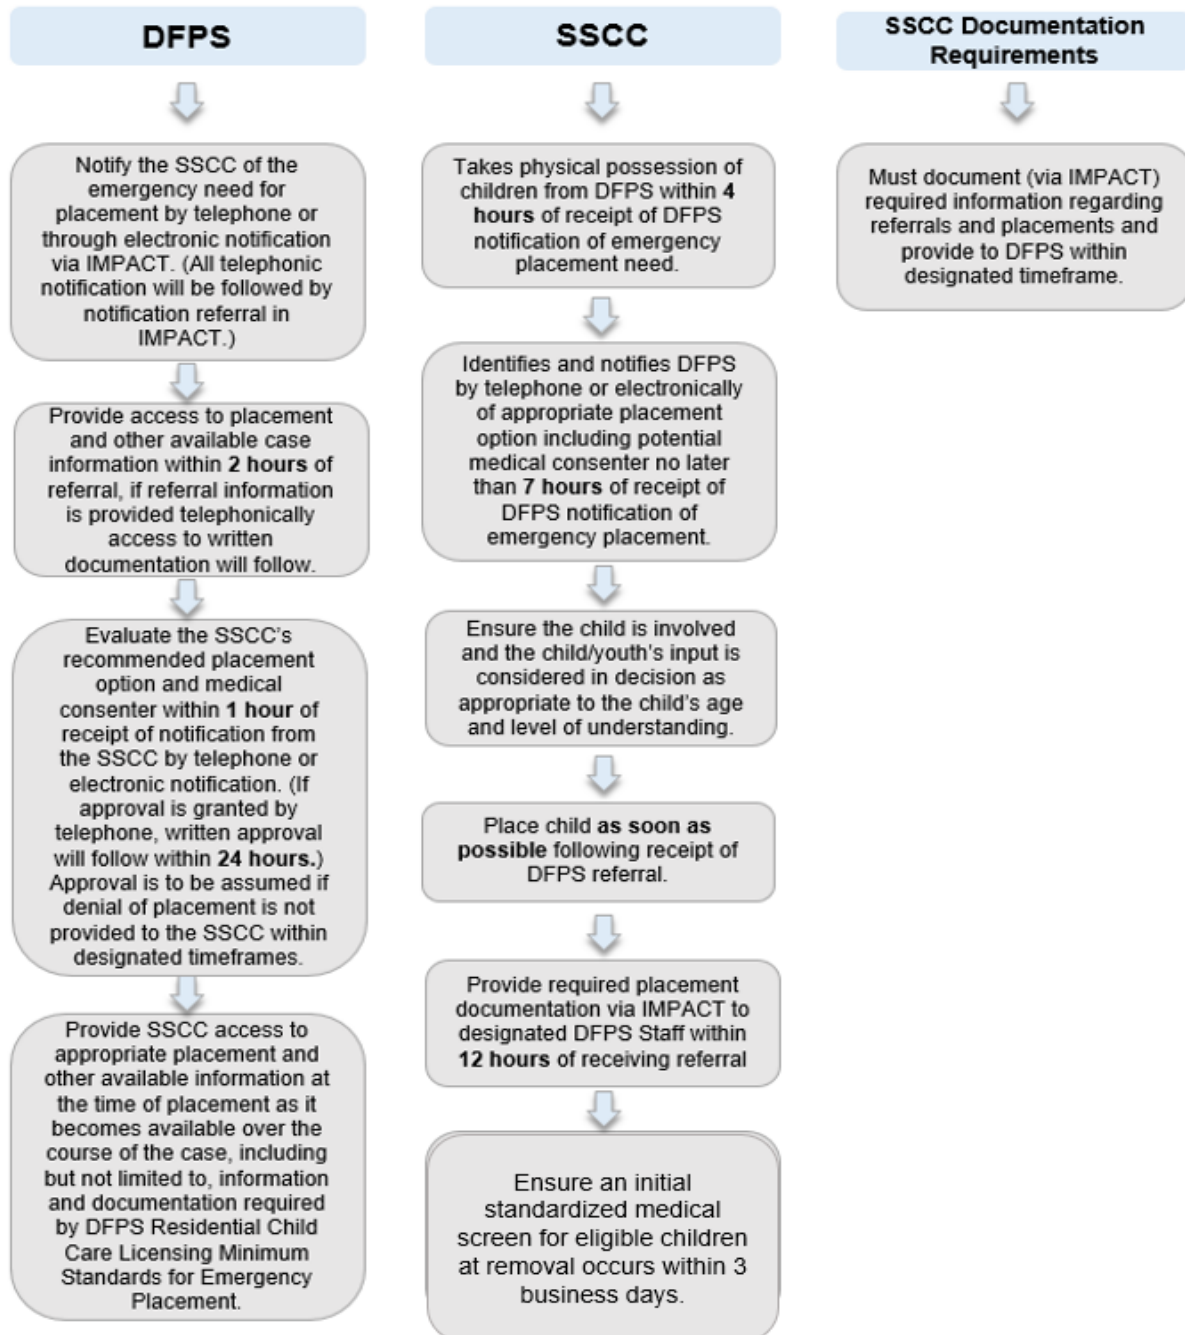 DFPS
Notify the SSCC of the
emergency need for
placement by telephone or
through electronic notification
via IMPACT. (All telephonic
notification will be followed by
notification referral in
IMPACT.)
Provide access to placement
and other available case
information within 2 hours of
referral, if referral information
is provided telephonically
access to written
documentation will follow.
Evaluate the SSCC's
recommended placement
option and medical
consenter within 1 hour of
receipt of notification from
the SSCC by telephone or
electronic notification. (If
approval is granted by
telephone, written approval
will follow within 24 hours.)
Approval is to be assumed if
denial of placement is not
provided to the SSCC within
designated timeframes.
Provide SSCC access to
appropriate placement and
other available information at
the time of placement as it
becomes available over the
course of the case, including
but not limited to, information
and documentation required
by DFPS Residential Child
Care Licensing Minimum
Standards for Emergency
Placement.
SSCC
Takes physical possession of
children from DFPS within 4
hours of receipt of DFPS
notification of emergency
placement need.
Identifies and notifies DFPS
by telephone or electronically
of appropriate placement
option including potential
medical consenter no later
than 7 hours of receipt of
DFPS notification of
emergency placement.
Ensure the child is involved
and the child/youth's input is
considered in decision as
appropriate to the child's age
and level of understanding.
Place child as soon as
possible following receipt of
DFPS referral.
Provide required placement
documentation via IMPACT to
designated DFPS Staff within
12 hours of receiving referral
Ensure an initial
standardized medical
screen for eligible children
at removal occurs within 3
business days.
SSCC Documentation
Requirements
Must document (via IMPACT)
required information regarding
referrals and placements and
provide to DFPS within
designated timeframe.